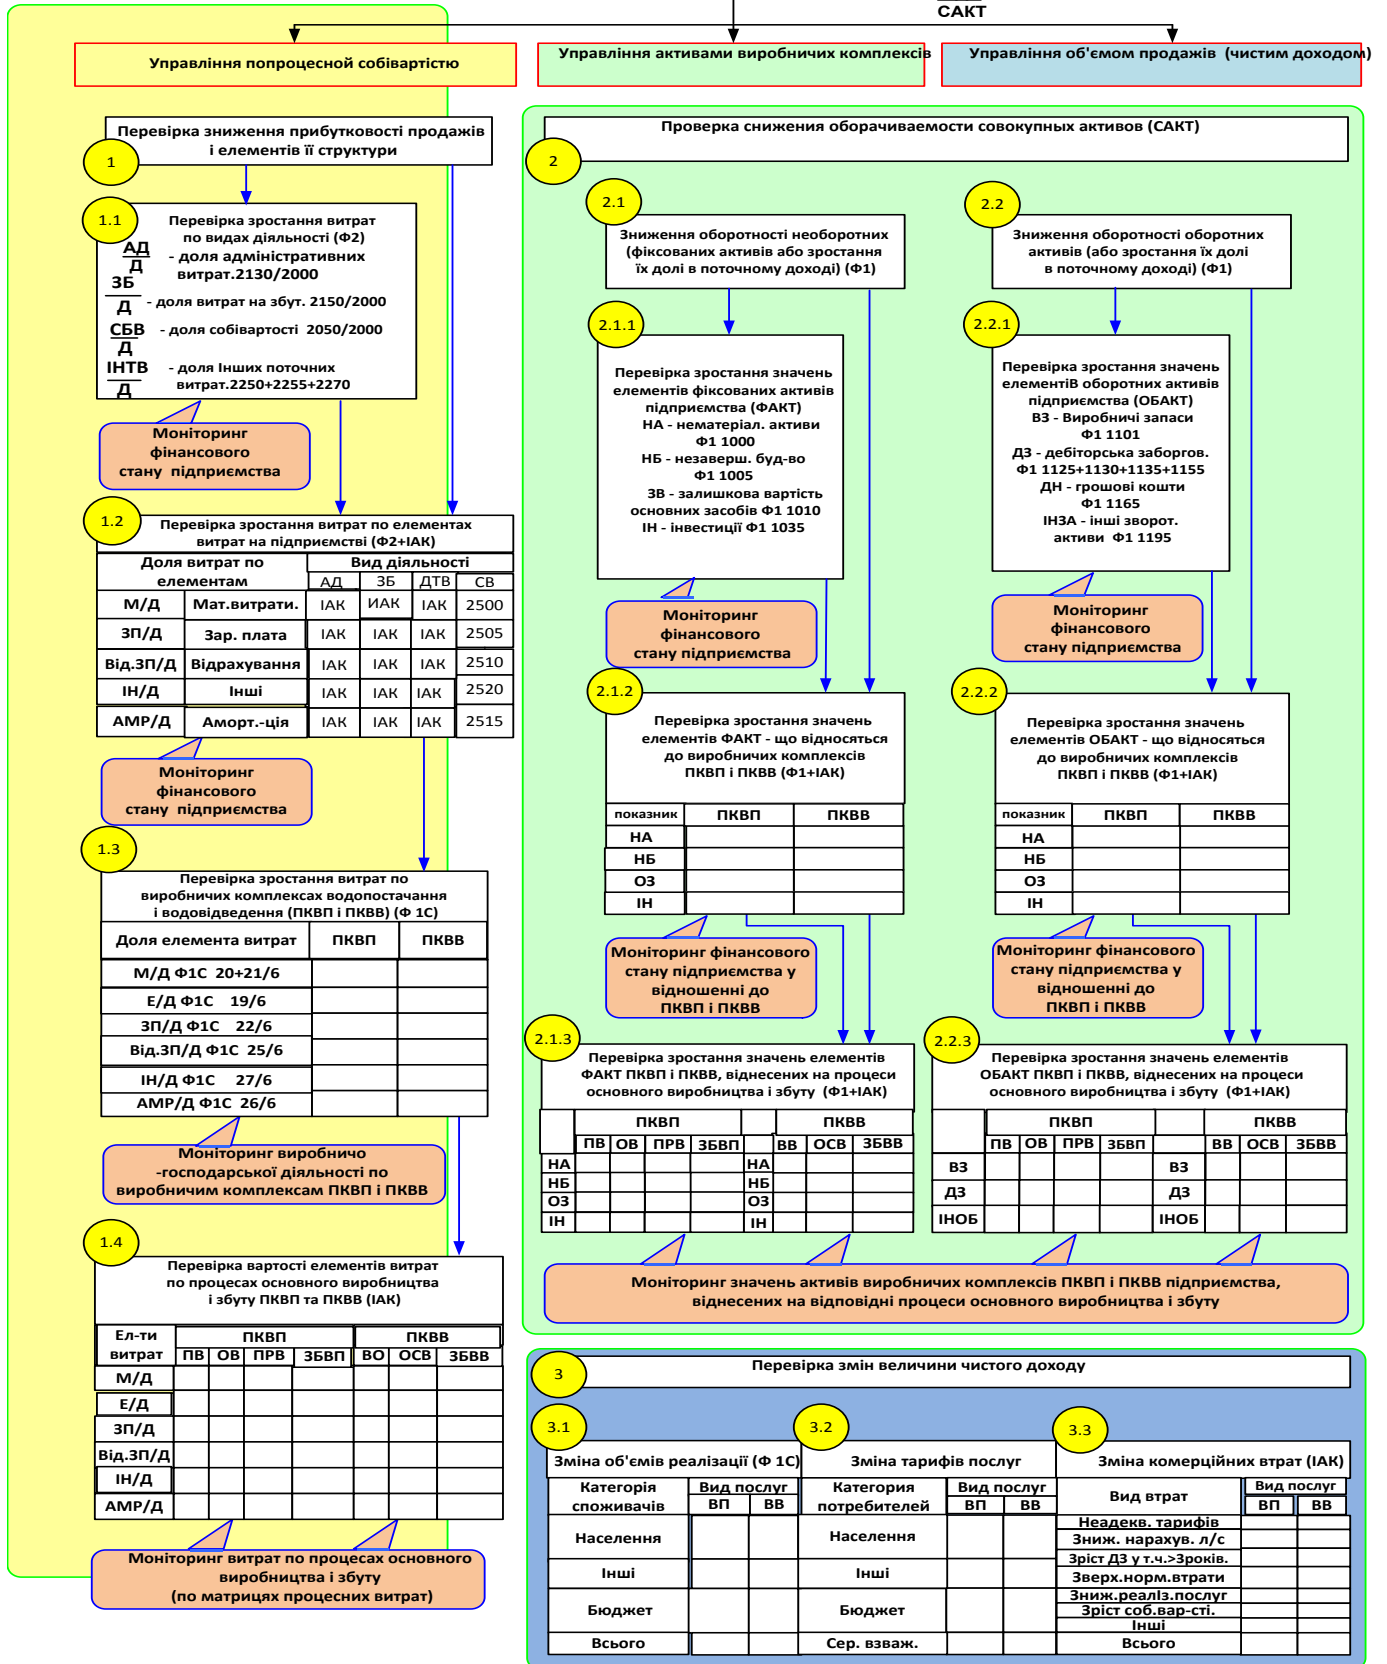 САКТ
Управління попроцесной собівартістю
Управління активами виробничих комплексів
Управління об'ємом продажів (чистим доходом)
Перевірка зниження прибутковості продажів
і елементів її структури
1
1.1
Перевірка зростання витрат
по видах діяльності (Ф2)
АД
Д
- доля адміністративних
витрат.2130/2000
ЗБ
Д
- доля витрат на збут. 2150/2000
СБВ
Д
- доля собівартості 2050/2000
ІНТВ
Д
- доля Інших поточних
витрат.2250+2255+2270
Моніторинг
фінансового
стану підприємства
1.2
Перевірка зростання витрат по елементах
витрат на підприємстві (Ф2+ІАК)
Доля витрат по
елементам
Вид діяльності
АД ЗБ ДТВ СВ
М/Д Мат.витрати. ІАК ИАК ІАК 2500
ЗП/Д Зар. плата ІАК ІАК ІАК 2505
Від.ЗП/Д Відрахування ІАК ІАК ІАК 2510
ІН/Д Інші ІАК ІАК ІАК 2520
АМР/Д Аморт.-ція ІАК ІАК ІАК 2515
Моніторинг
фінансового
стану підприємства
1.3
Перевірка зростання витрат по
виробничих комплексах водопостачання
і водовідведення (ПКВП і ПКВВ) (Ф 1С)
Доля елемента витрат ПКВП ПКВВ
М/Д Ф1С 20+21/6
Е/Д Ф1С 19/6
ЗП/Д Ф1С 22/6
Від.ЗП/Д Ф1С 25/6
ІН/Д Ф1С 27/6
АМР/Д Ф1С 26/6
Моніторинг виробничо
-господарської діяльності по
виробничим комплексам ПКВП і ПКВВ
1.4
Перевірка вартості елементів витрат
по процесах основного виробництва
і збуту ПКВП та ПКВВ (ІАК)
Ел-ти
витрат
ПКВП ПКВВ
ПВ ОВ ПРВ ЗБВП ВО ОСВ ЗБВВ
М/Д
Е/Д
ЗП/Д
Від.ЗП/Д
ІН/Д
АМР/Д
Моніторинг витрат по процесах основного
виробництва і збуту
(по матрицях процесних витрат)
Проверка снижения оборачиваемости совокупных активов (САКТ)
2
2.1
Зниження оборотності необоротних
(фіксованих активів або зростання
їх долі в поточному доході) (Ф1)
2.1.1
Перевірка зростання значень
елементів фіксованих активів
підприємства (ФАКТ)
НА - нематеріал. активи
Ф1 1000
НБ - незаверш. буд-во
Ф1 1005
ЗВ - залишкова вартість
основних засобів Ф1 1010
ІН - інвестиції Ф1 1035
Моніторинг
фінансового
стану підприємства
2.1.2
Перевірка зростання значень
елементів ФАКТ - що відносяться
до виробничих комплексів
ПКВП і ПКВВ (Ф1+ІАК)
показник ПКВП ПКВВ
НА
НБ
ОЗ
ІН
Моніторинг фінансового
стану підприємства у
відношенні до
ПКВП і ПКВВ
2.1.3
Перевірка зростання значень елементів
ФАКТ ПКВП і ПКВВ, віднесених на процеси
основного виробництва і збуту (Ф1+ІАК)
ПКВП ПКВВ
ПВ ОВ ПРВ ЗБВП ВВ ОСВ ЗБВВ
НА НА
НБ НБ
ОЗ ОЗ
ІН ІН
2.2
Зниження оборотності оборотних
активів (або зростання їх долі
в поточному доході) (Ф1)
2.2.1
Перевірка зростання значень
елементіВ оборотних активів
підприємства (ОБАКТ)
ВЗ - Виробничі запаси
Ф1 1101
ДЗ - дебіторська заборгов.
Ф1 1125+1130+1135+1155
ДН - грошові кошти
Ф1 1165
ІНЗА - інші зворот.
активи Ф1 1195
Моніторинг
фінансового
стану підприємства
2.2.2
Перевірка зростання значень
елементів ОБАКТ - що відносяться
до виробничих комплексів
ПКВП і ПКВВ (Ф1+ІАК)
показник ПКВП ПКВВ
НА
НБ
ОЗ
ІН
Моніторинг фінансового
стану підприємства у
відношенні до
ПКВП і ПКВВ
2.2.3
Перевірка зростання значень елементів
ОБАКТ ПКВП і ПКВВ, віднесених на процеси
основного виробництва і збуту (Ф1+ІАК)
ПКВП ПКВВ
ПВ ОВ ПРВ ЗБВП ВВ ОСВ ЗБВВ
ВЗ ВЗ
ДЗ ДЗ
ІНОБ ІНОБ
Моніторинг значень активів виробничих комплексів ПКВП і ПКВВ підприємства,
віднесених на відповідні процеси основного виробництва і збуту
3
Перевірка змін величини чистого доходу
3.1
Зміна об'ємів реалізації (Ф 1С)
Категорія
споживачів
Вид послуг
ВП ВВ
Населення
Інші
Бюджет
Всього
3.2
Зміна тарифів послуг
Категория
потребителей
Вид послуг
ВП ВВ
Населення
Інші
Бюджет
Сер. взваж.
3.3
Зміна комерційних втрат (ІАК)
Вид втрат
Вид послуг
ВП ВВ
Неадекв. тарифів
Зниж. нарахув. л/с
Зріст ДЗ у т.ч.>3років.
Зверх.норм.втрати
Зниж.реалІз.послуг
Зріст соб.вар-сті.
Інші
Всього